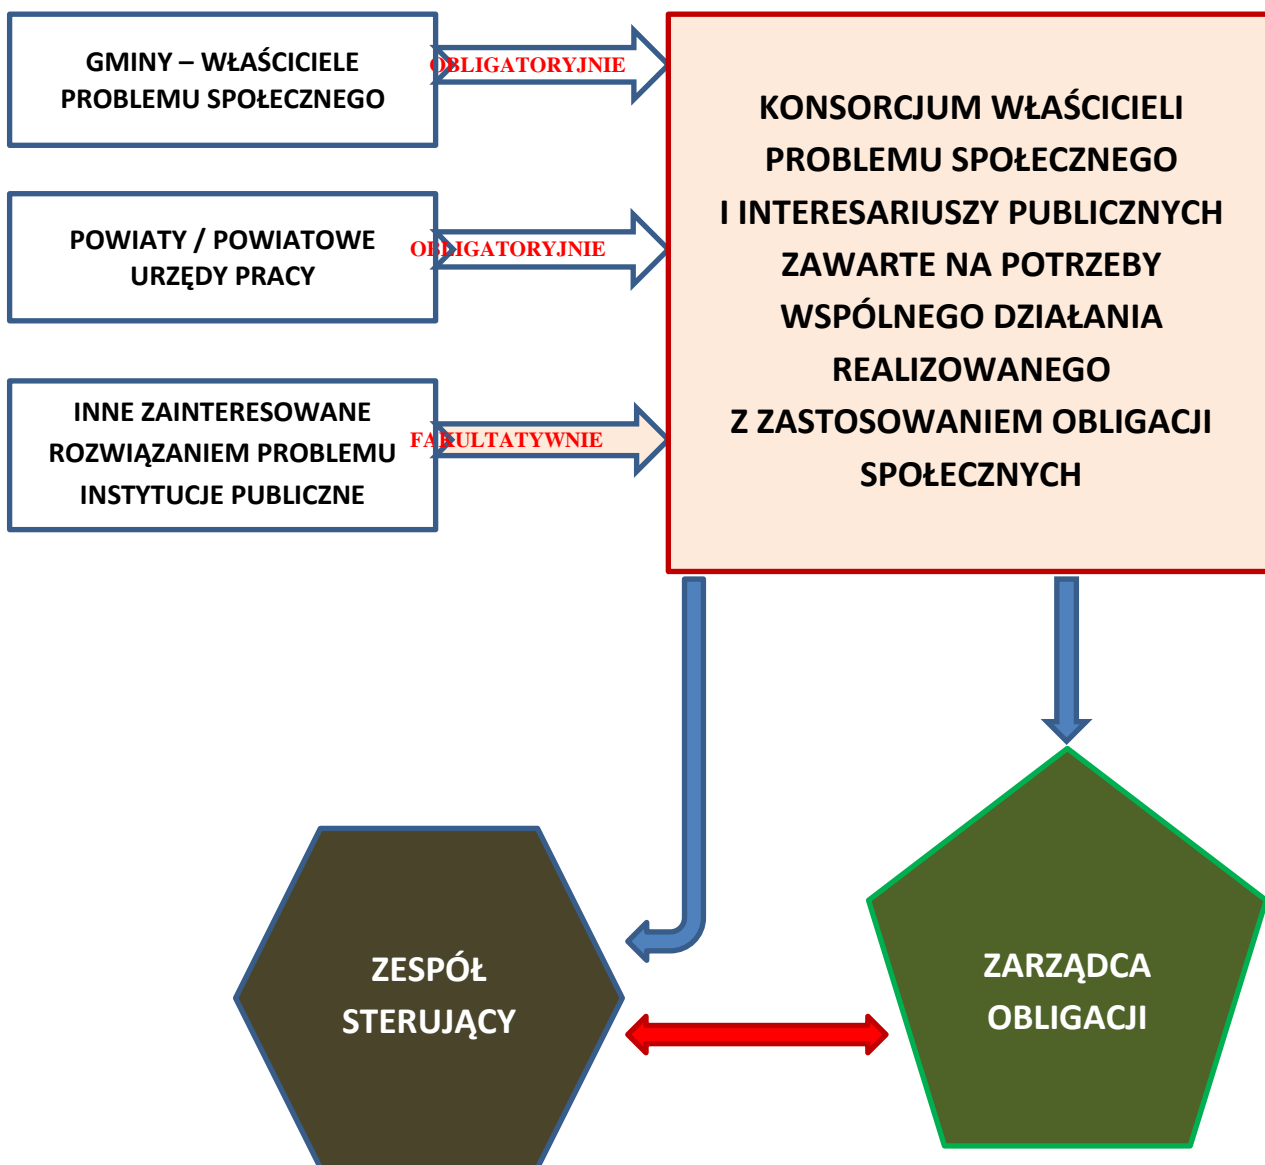 GMINY – WŁAŚCICIELE
PROBLEMU SPOŁECZNEGO
OBLIGATORYJNIE
POWIATY / POWIATOWE
URZĘDY PRACY
OBLIGATORYJNIE
INNE ZAINTERESOWANE
ROZWIĄZANIEM PROBLEMU
INSTYTUCJE PUBLICZNE
FAKULTATYWNIE
KONSORCJUM WŁAŚCICIELI
PROBLEMU SPOŁECZNEGO
I INTERESARIUSZY PUBLICZNYCH
ZAWARTE NA POTRZEBY
WSPÓLNEGO DZIAŁANIA
REALIZOWANEGO
Z ZASTOSOWANIEM OBLIGACJI
SPOŁECZNYCH
ZESPÓŁ
STERUJĄCY
ZARZĄDCA
OBLIGACJI